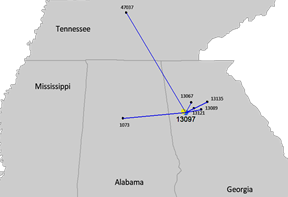 47037
Tennessee
Mississippi
13067
13135
13089
13121
1073
13097
Alabama
Georgia